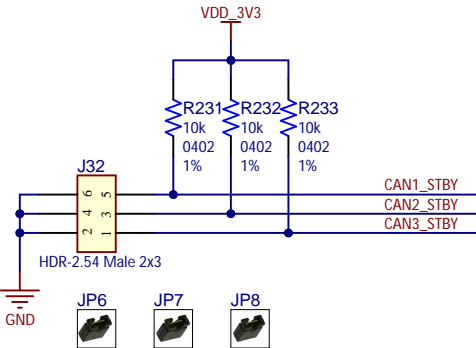 VDD_3V3
R231 R232 R233
10k 10k 10k
0402 0402 0402
1% 1% 1%
J32
6 5
4 3
2 1
CAN1_STBY
CAN2_STBY
CAN3_STBY
HDR-2.54 Male 2x3
GND
JP6 JP7 JP8